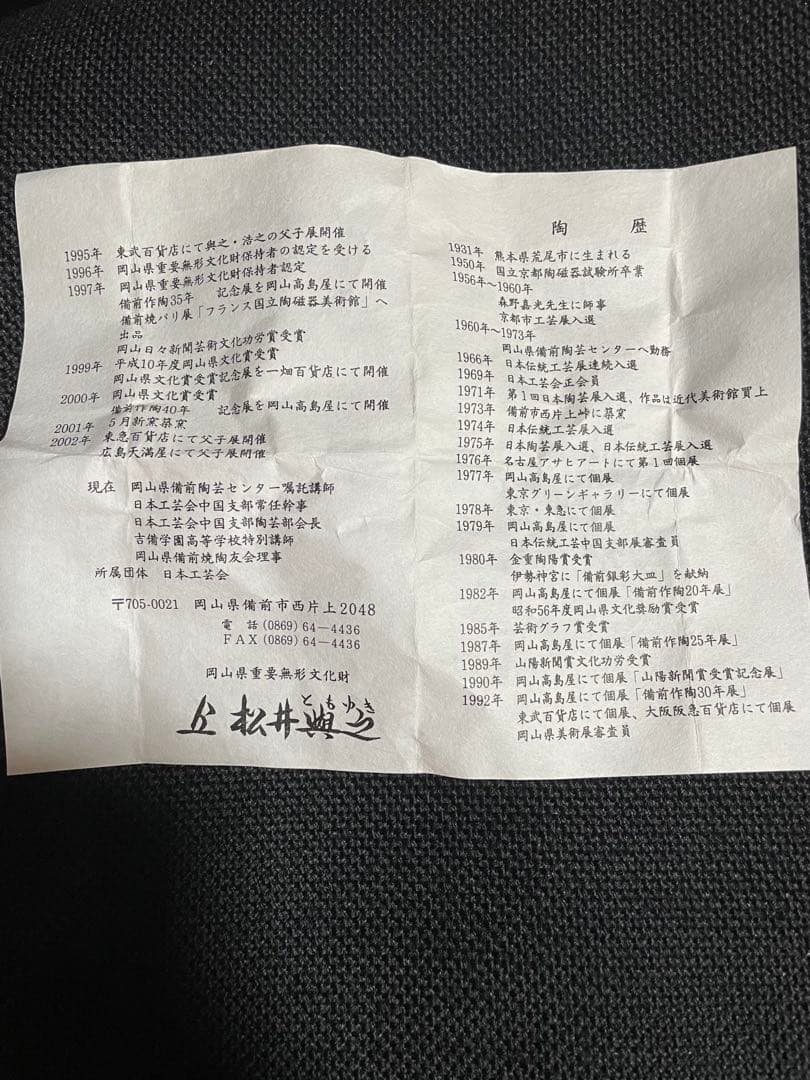 陶歴
1931年 熊本県荒尾市に生まれる
1950年 国立京都陶磁器試験所卒業
1956年～1960年
森野嘉光先生に師事
京都市工芸展入選
1960年～1973年
岡山県備前陶芸センターへ勤務
1966年 日本伝統工芸展連続入選
1969年 日本工芸会正会員
1971年 第1回日本陶芸展入選、作品は近代美術館買上
1973年 備前市西片上峠に築窯
1974年 日本伝統工芸展入選
1975年 日本陶芸展入選、日本伝統工芸展入選
1976年 名古屋アサヒアートにて第1回個展
1977年 岡山高島屋にて個展
東京グリーンギャラリーにて個展
1978年 東京・東急にて個展
1979年 岡山高島屋にて個展
日本伝統工芸中国支部展審査員
1980年 金重陶陽賞受賞
伊勢神宮に「備前銀彩大皿」を献納
1982年 岡山高島屋にて個展「備前作陶20年展」
昭和56年度岡山県文化奨励賞受賞
1985年 芸術グラフ賞受賞
1987年 岡山高島屋にて個展「備前作陶25年展」
1989年 山陽新聞賞文化功労受賞
1990年 岡山高島屋にて個展「山陽新聞賞受賞記念展」
1992年 岡山高島屋にて個展「備前作陶30年展」
東武百貨店にて個展、大阪阪急百貨店にて個展
岡山県美術展審査員
1995年 東武百貨店にて與之・浩之の父子展開催
1996年 岡山県重要無形文化財保持者の認定を受ける
1997年 岡山県重要無形文化財保持者認定
備前作陶35年 記念展を岡山高島屋にて開催
備前焼パリ展「フランス国立陶磁器美術館」へ
出品
岡山日々新聞芸術文化功労賞受賞
1999年 平成10年度岡山県文化賞受賞
岡山県文化賞受賞記念展を一畑百貨店にて開催
2000年 岡山県文化賞受賞
備前作陶40年 記念展を岡山高島屋にて開催
2001年 5月新窯築窯
2002年 東急百貨店にて父子展開催
広島天満屋にて父子展開催
現在 岡山県備前陶芸センター嘱託講師
日本工芸会中国支部常任幹事
日本工芸会中国支部陶芸部会長
吉備学園高等学校特別講師
岡山県備前焼陶友会理事
所属団体 日本工芸会
〒705-0021 岡山県備前市西片上2048
電話(0869)64―4436
FAX(0869)64―4436
岡山県重要無形文化財
ともゆき
松井與之